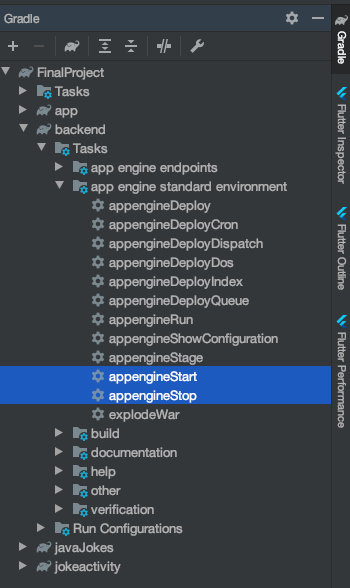 Gradle
FinalProject
Tasks
app
backend
Tasks
app engine endpoints
app engine standard environment
appengineDeploy
appengineDeployCron
appengineDeployDispatch
appengineDeployDos
appengineDeployIndex
appengineDeployQueue
appengineRun
appengineShowConfiguration
appengineStage
appengineStart
appengineStop
explodeWar
build
documentation
help
other
verification
Run Configurations
javaJokes
jokeactivity
Gradle
Flutter Inspector
Flutter Outline
Flutter Performance